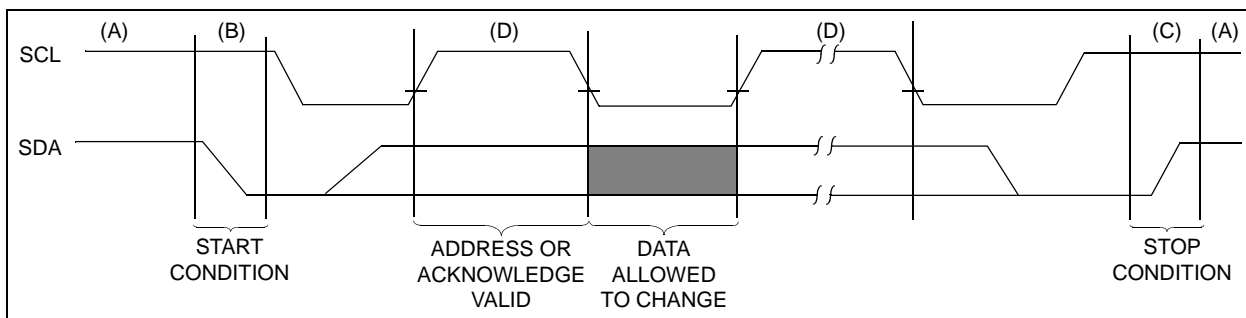 (A) (B) (D) (D) (C) (A)
SCL
SDA
START
CONDITION
ADDRESS OR
ACKNOWLEDGE
VALID
DATA
ALLOWED
TO CHANGE
STOP
CONDITION